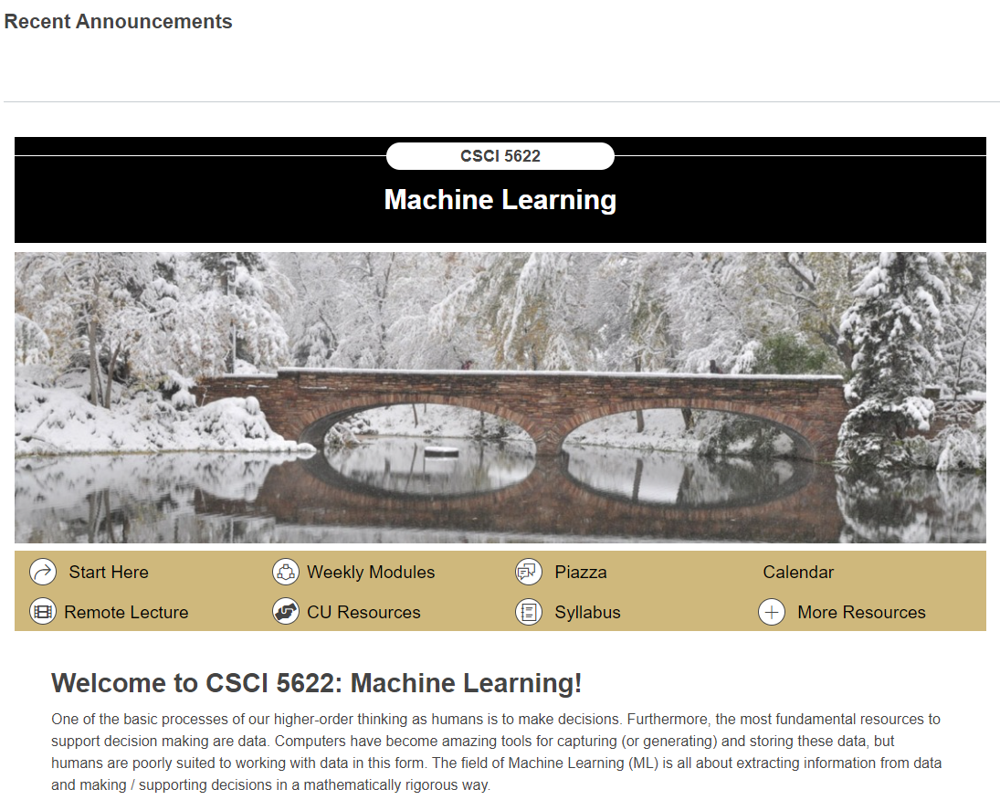 Recent Announcements
CSCI 5622
Machine Learning
Start Here
Weekly Modules
Piazza
Calendar
Remote Lecture
CU Resources
Syllabus
More Resources
Welcome to CSCI 5622: Machine Learning!
One of the basic processes of our higher-order thinking as humans is to make decisions. Furthermore, the most fundamental resources to
support decision making are data. Computers have become amazing tools for capturing (or generating) and storing these data, but
humans are poorly suited to working with data in this form. The field of Machine Learning (ML) is all about extracting information from data
and making / supporting decisions in a mathematically rigorous way.